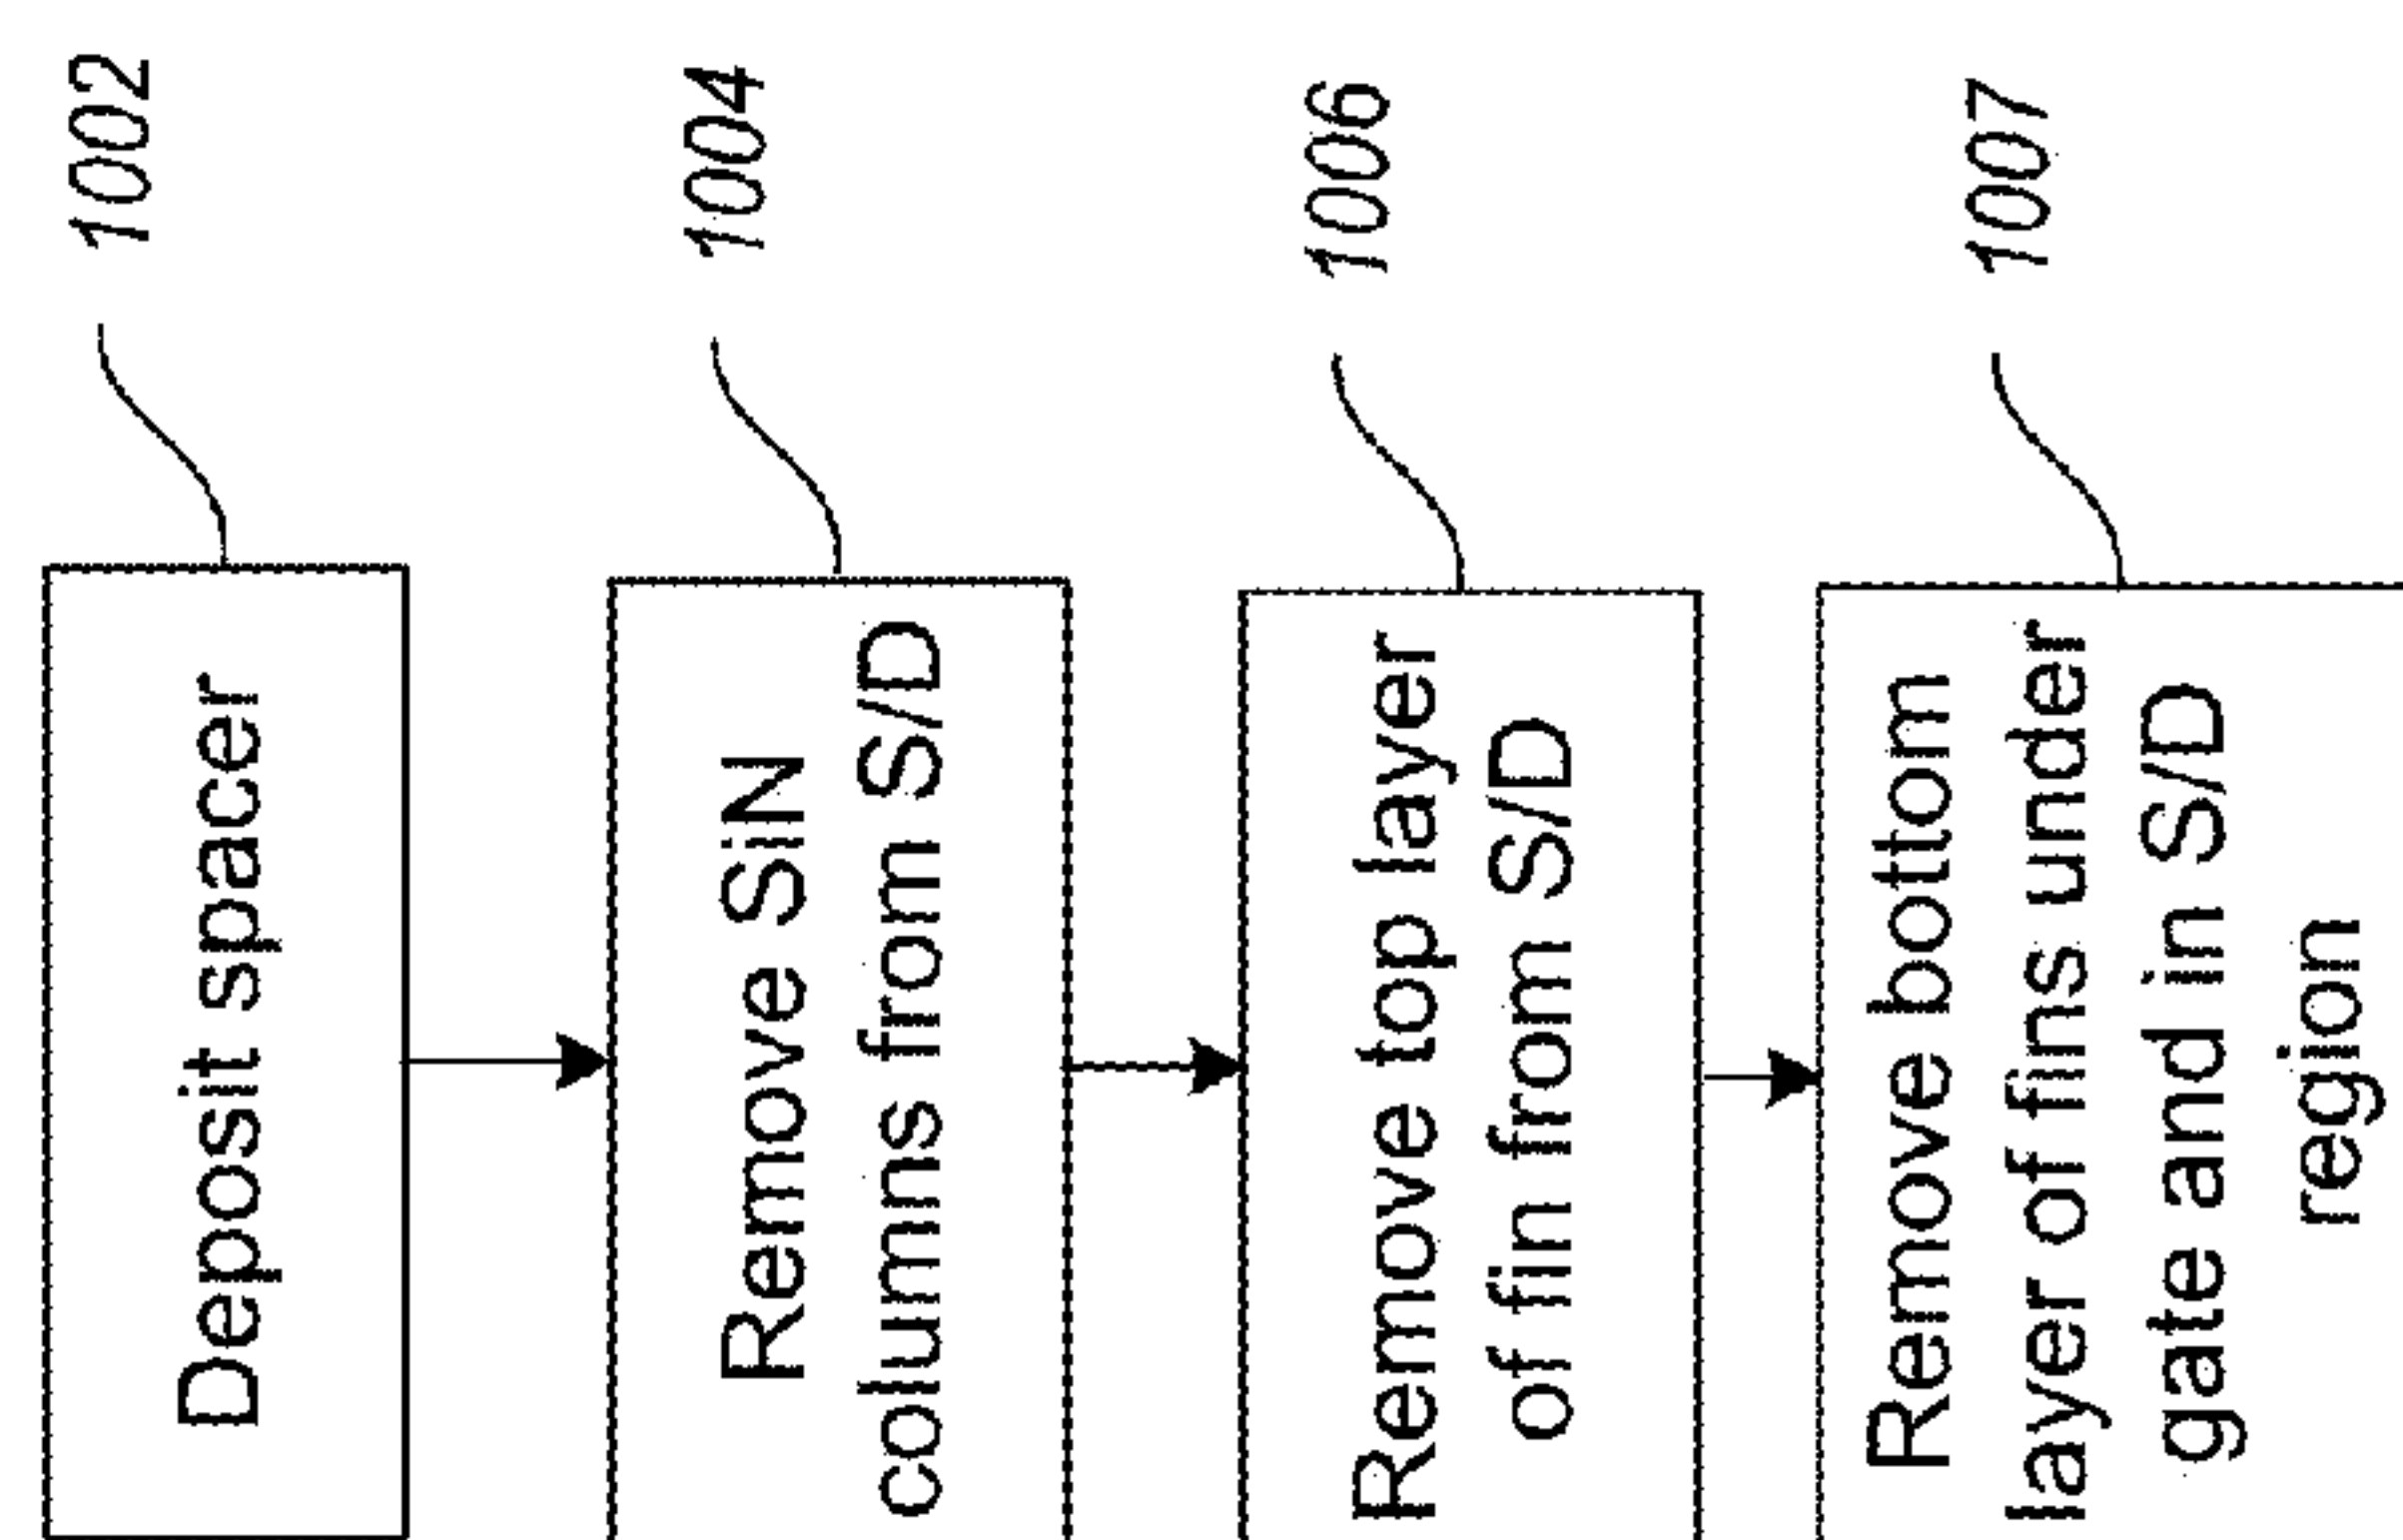 1002
Deposit spacer
1004
Remove SiN
columns from S/D
1006
Remove top layer
of fin from S/D
1007
Remove bottom
layer of fins under
gate and in S/D
region